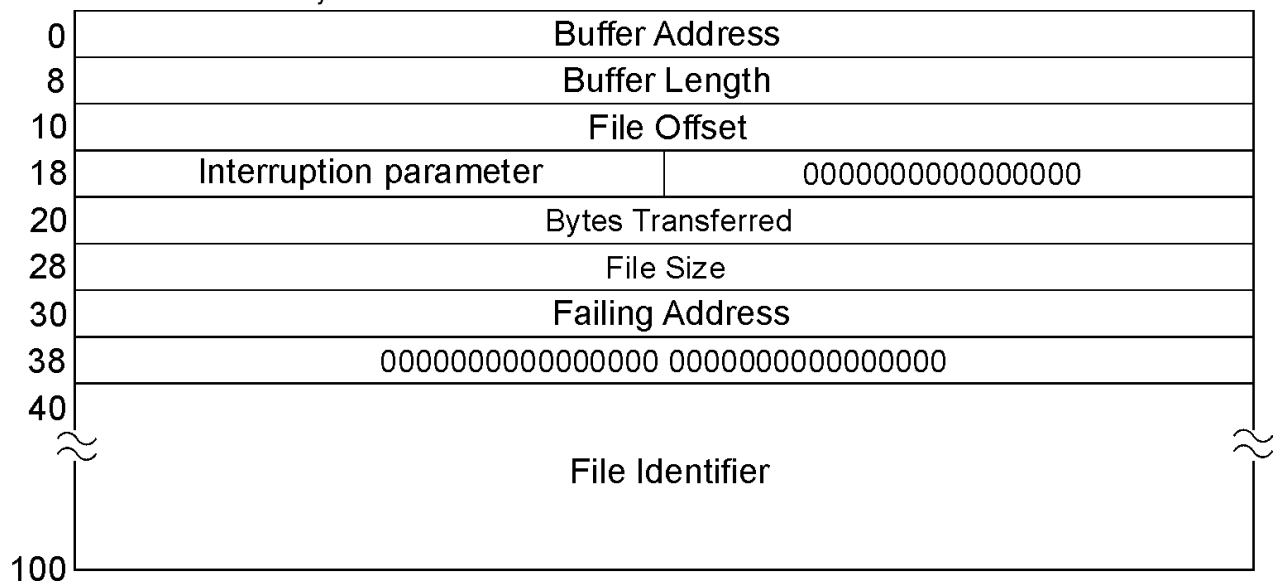 0 Buffer Address
8 Buffer Length
10 File Offset
18 Interruption parameter 0000000000000000
20 Bytes Transferred
28 File Size
30 Failing Address
38 0000000000000000 0000000000000000
40
File Identifier
100